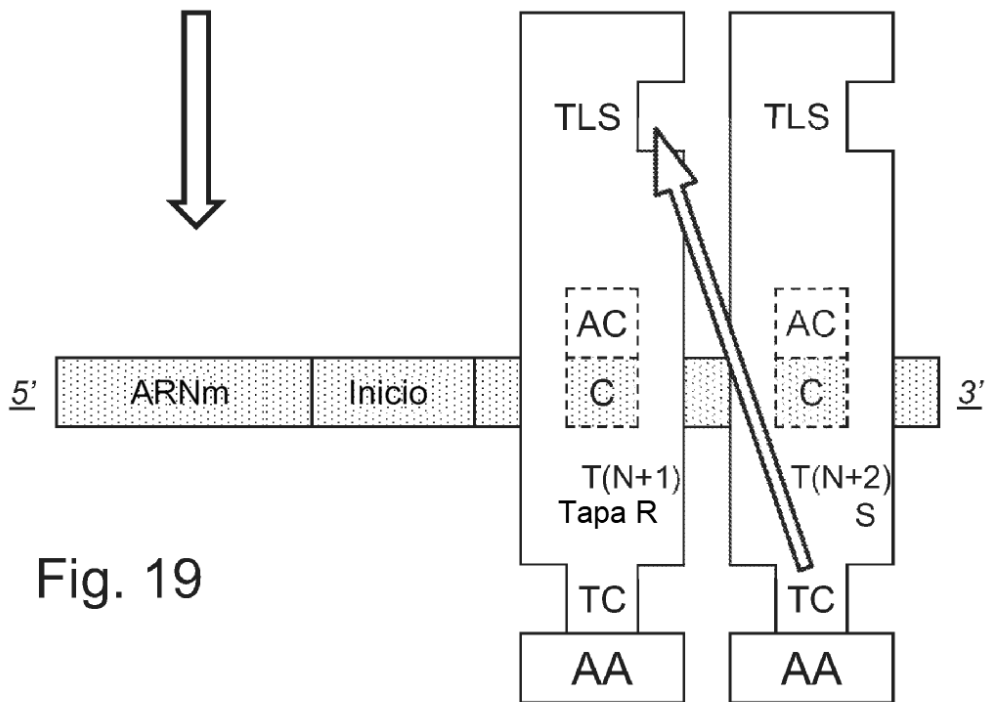 TLS TLS
AC AC
5' ARNm Inicio C C 3'
T(N+1) T(N+2)
Tapa R S
Fig. 19
TC TC
AA AA